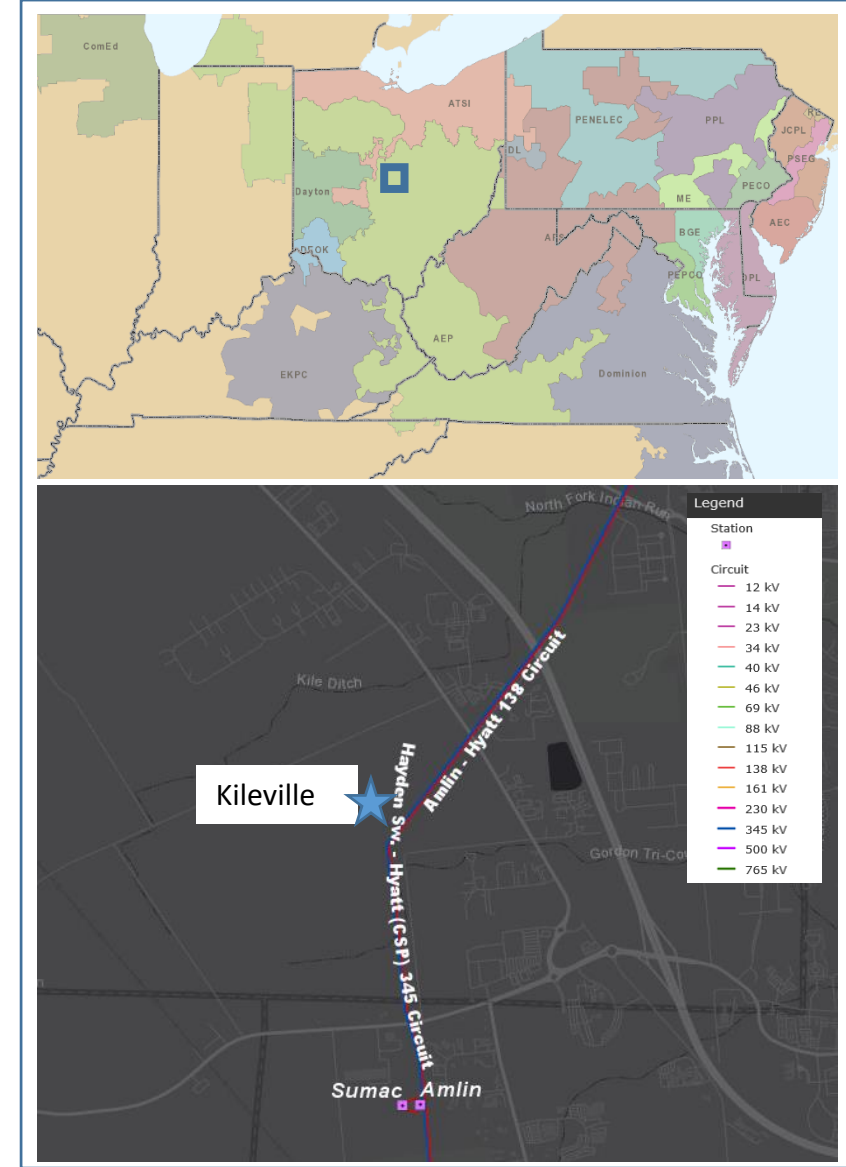 ComEd
ATSI
PENELEC
PPL
JCPL
RE
PSEG
DL
Dayton
ME
PECO
AEC
DEOK
BGE
PEPCO
DPL
AEP
EKPC
Dominion
North Fork Indian Run
Kile Ditch
Amlin - Hyatt 138 Circuit
Hayden Sw. - Hyatt (CSP) 345 Circuit
Kileville
Sumac
Amlin
Legend
Station
Circuit
12 kV
14 kV
23 kV
34 kV
40 kV
46 kV
69 kV
88 kV
115 kV
138 kV
161 kV
230 kV
345 kV
500 kV
765 kV